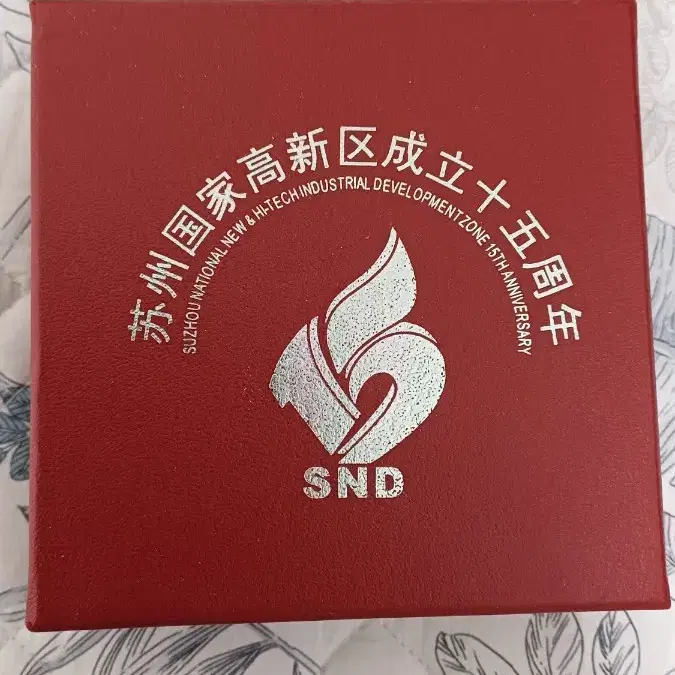 苏州国家高新区成立十五周年
SUZHOU NATIONAL NEW & HI-TECH INDUSTRIAL DEVELOPMENT ZONE 15TH ANNIVERSARY
SND